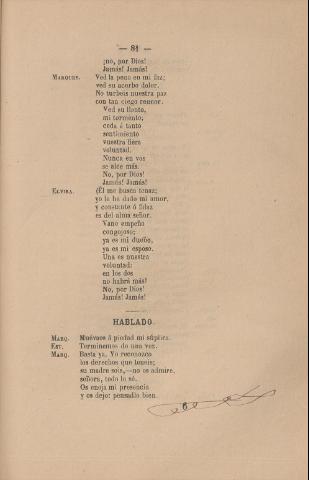 — 81 —
¡no, por Dios!
Jamás! Jamás!
MARQUES. Ved la pena en mi faz;
ved su acerbo dolor.
No turbeis nuestra paz
con tan ciego rencor.
Ved su llanto,
mi tormento;
ceda á tanto
sentimiento
vuestra fiera
voluntad.
Nunca en vos
se alce más.
No, por Dios!
Jamás! Jamás!
ELVIRA. (Él me busca tenaz;
yo le he dado mi amor,
y constante ó fidaz
es del alma señor.
Vano empeño
congojoso;
ya es mi dueño,
ya es mi esposo.
Una es nuestra
voluntad:
en los dos
no habrá más!
No, por Dios!
Jamás! Jamás!
HABLADO.
MARQ. Muévaos á piedad mi súplica.
EST. Terminemos de una vez.
MARQ. Basta ya. Yo reconozco
los derechos que teneis;
su madre sois,—no os admire,
señora, todo lo sé.
Os enoja mi presencia
y os dejo: pensadlo bien.